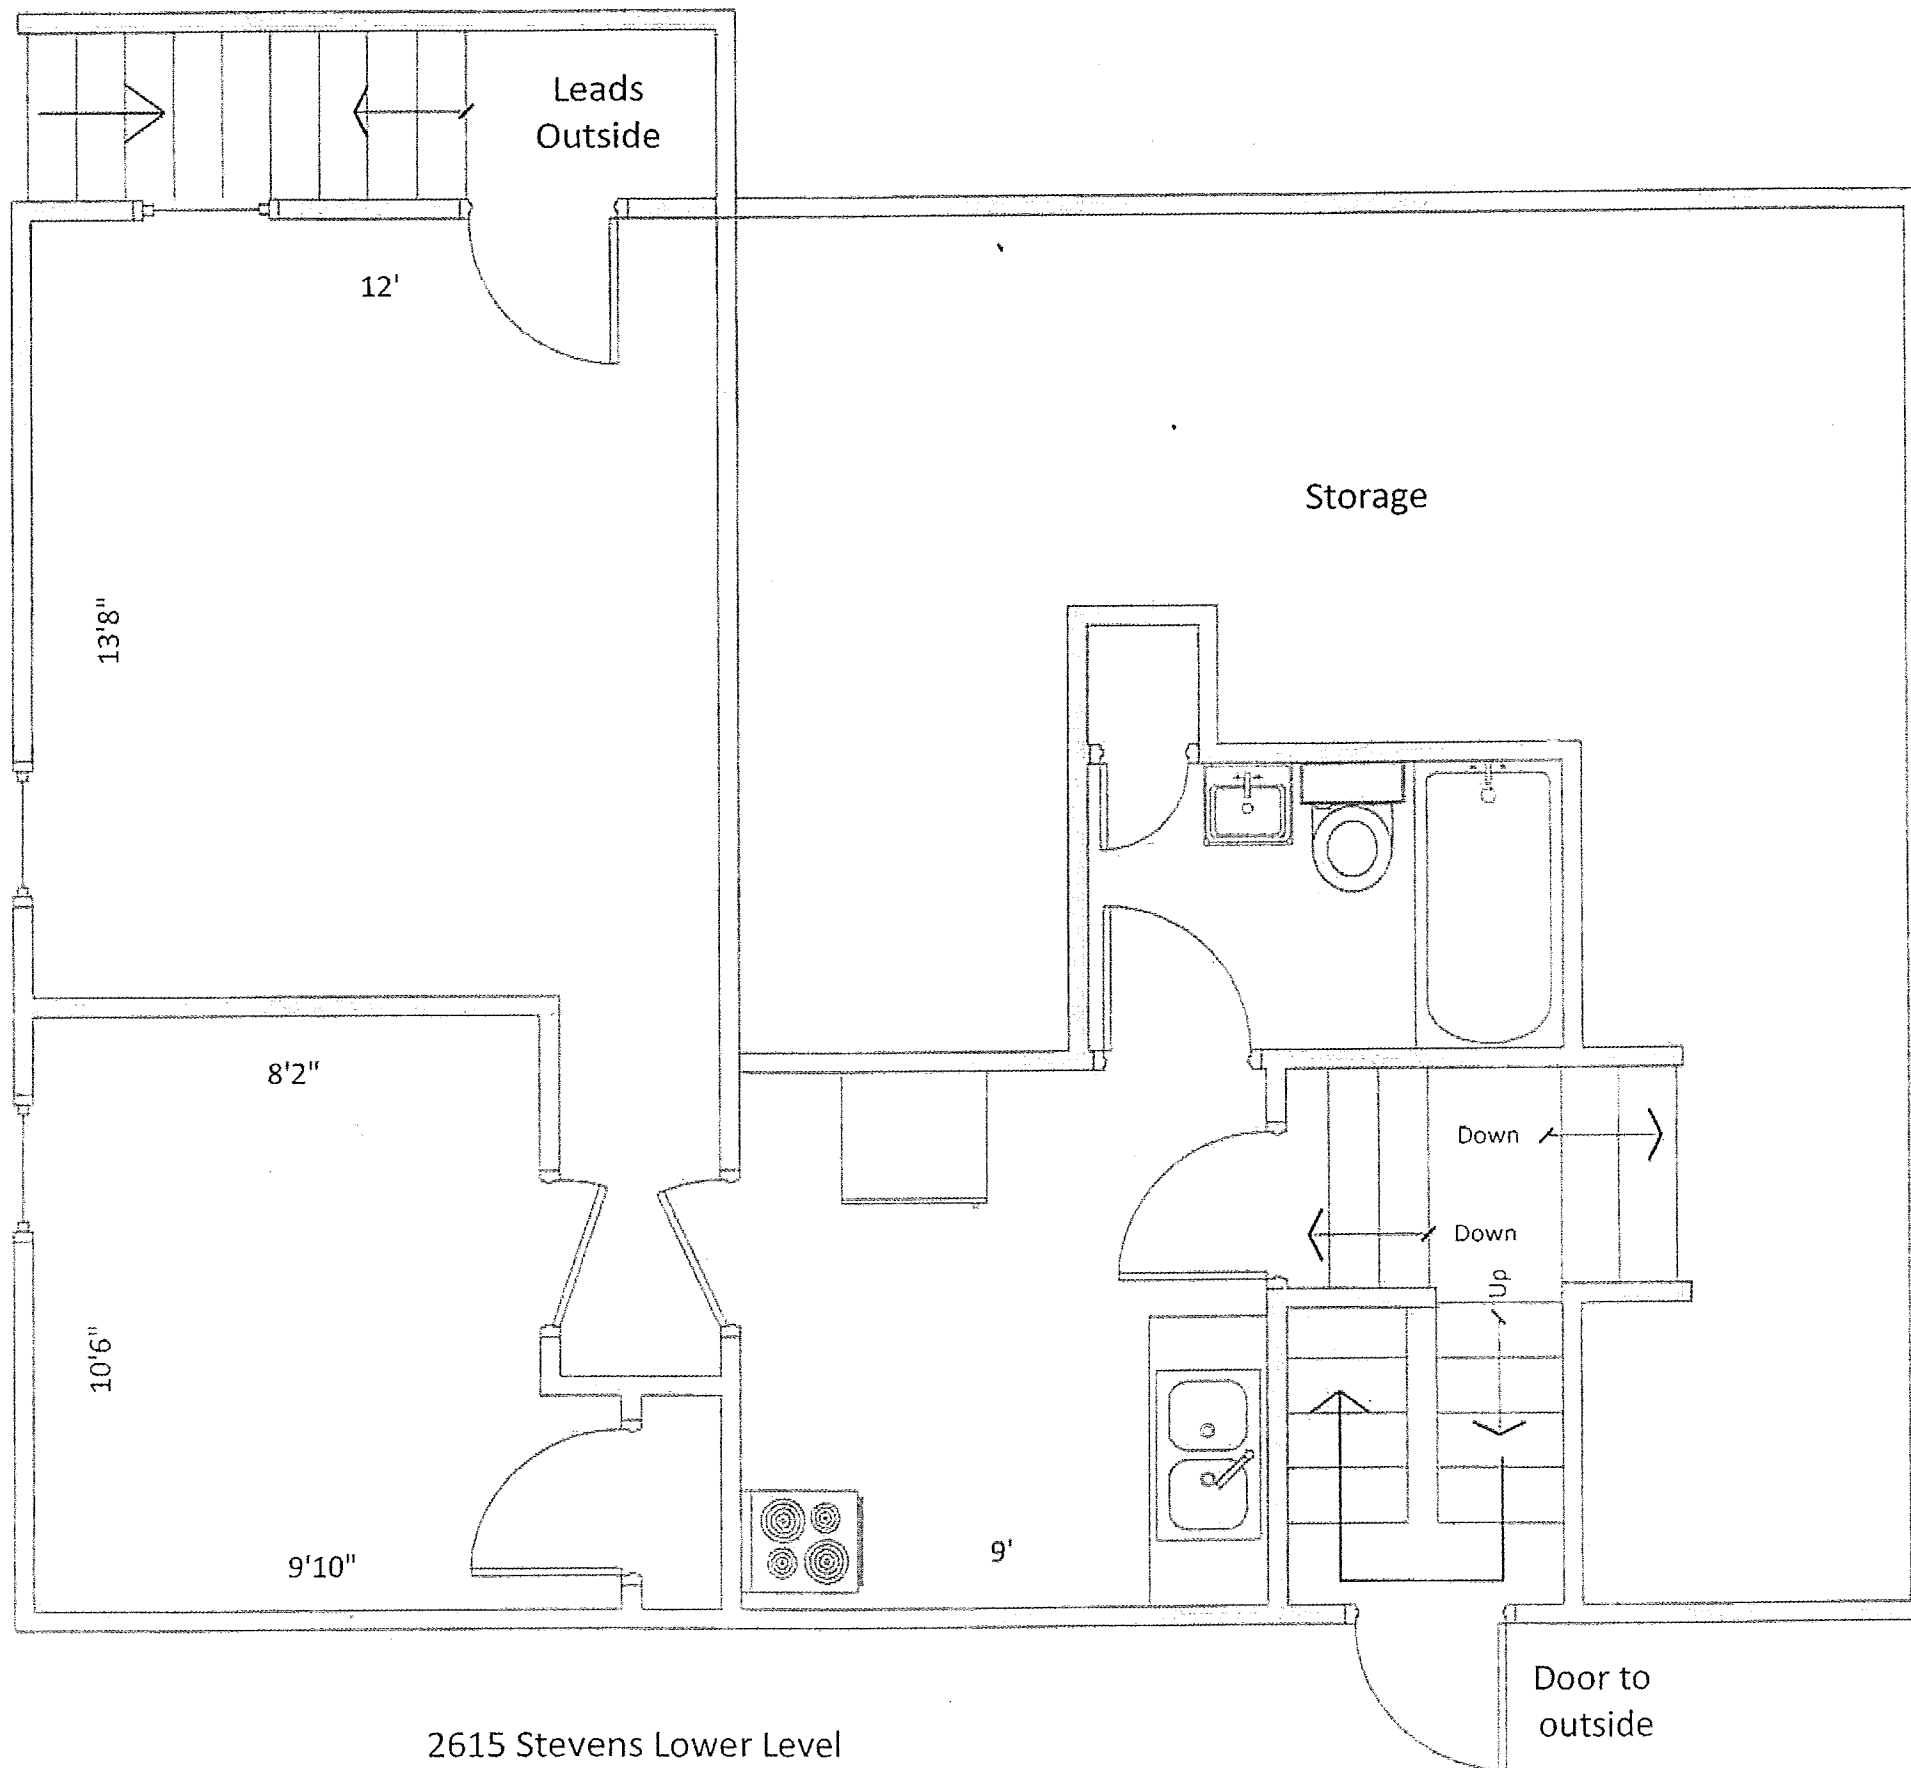 Leads
Outside
12'
Storage
13'8"
8'2"
Down
Down
Up
10'6"
9'10"
9'
Door to
outside
2615 Stevens Lower Level